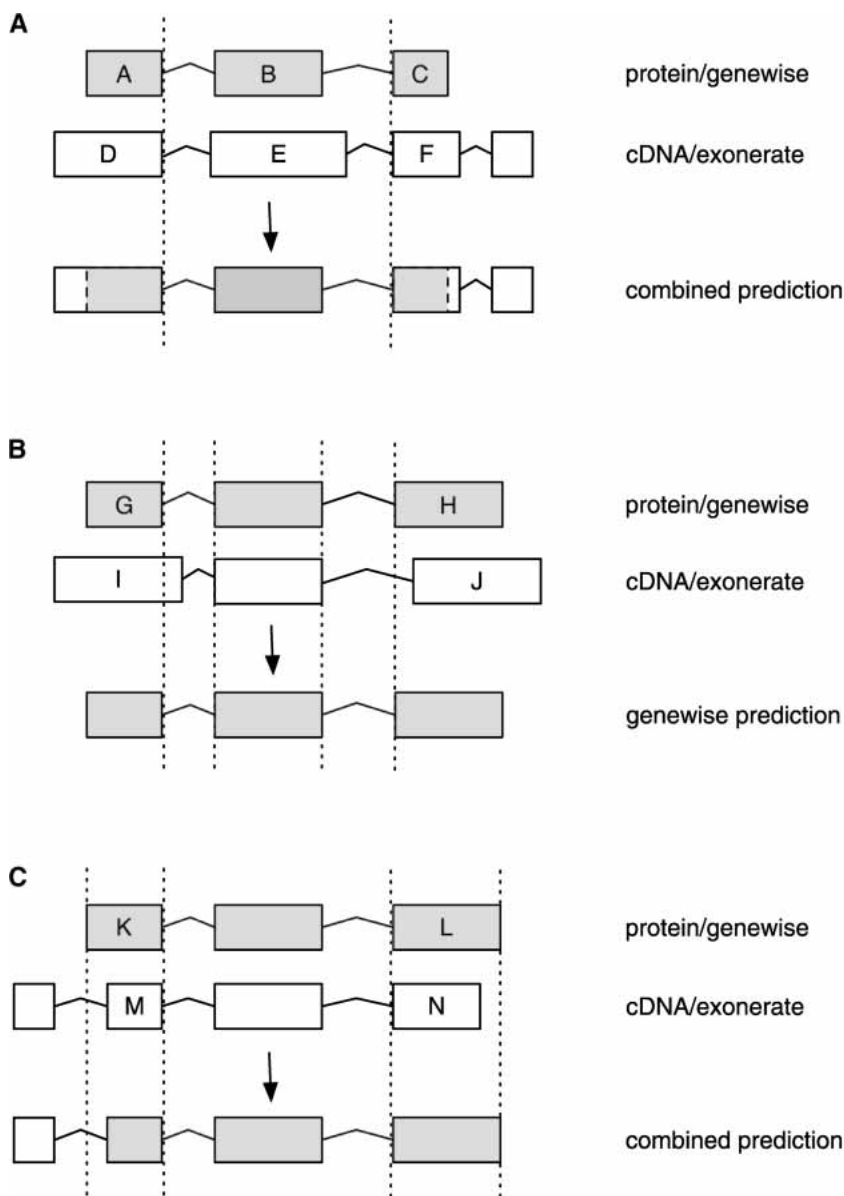 A
A B C protein/genewise
D E F cDNA/exonerate
combined prediction
B
G H protein/genewise
I J cDNA/exonerate
genewise prediction
C
K L protein/genewise
M N cDNA/exonerate
combined prediction